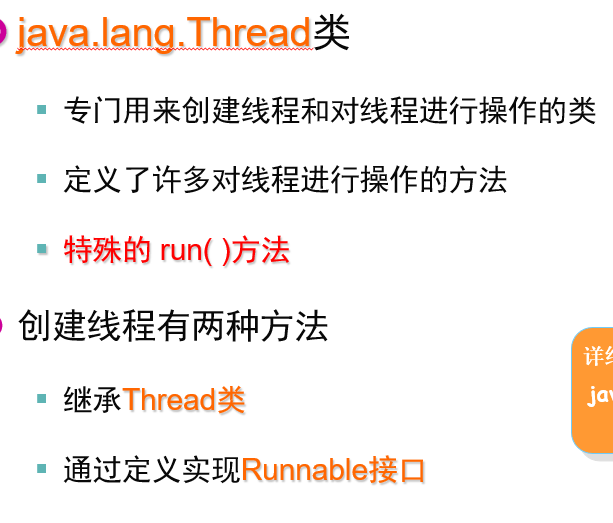 java.lang.Thread类
专门用来创建线程和对线程进行操作的类
定义了许多对线程进行操作的方法
特殊的 run( )方法
创建线程有两种方法
继承Thread类
通过定义实现Runnable接口